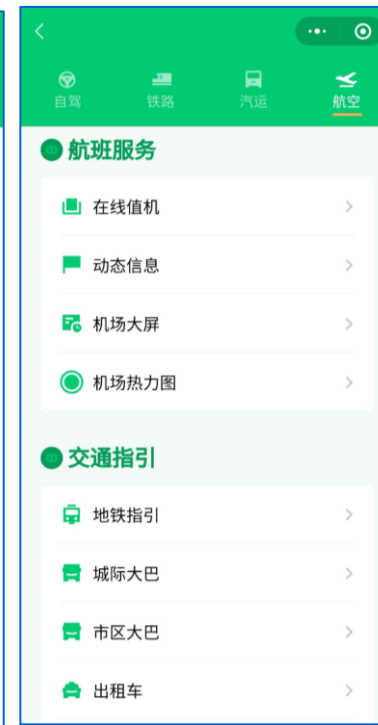 自驾 铁路 汽运 航空
航班服务
在线值机
动态信息
机场大屏
机场热力图
交通指引
地铁指引
城际大巴
市区大巴
出租车